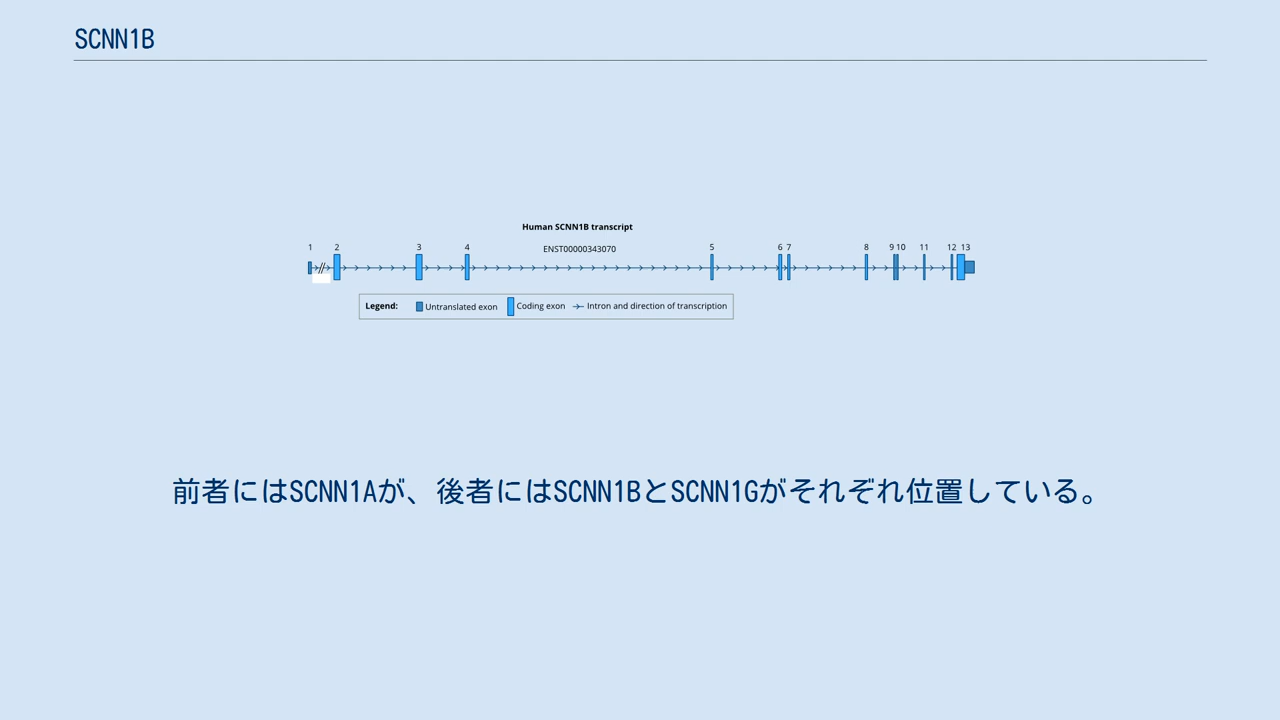 SCNN1B
Human SCNN1B transcript
ENST00000343070
1 2 3 4 5 6 7 8 9 10 11 12 13
Legend: Untranslated exon Coding exon Intron and direction of transcription
前者にはSCNN1Aが、後者にはSCNN1BとSCNN1Gがそれぞれ位置している。